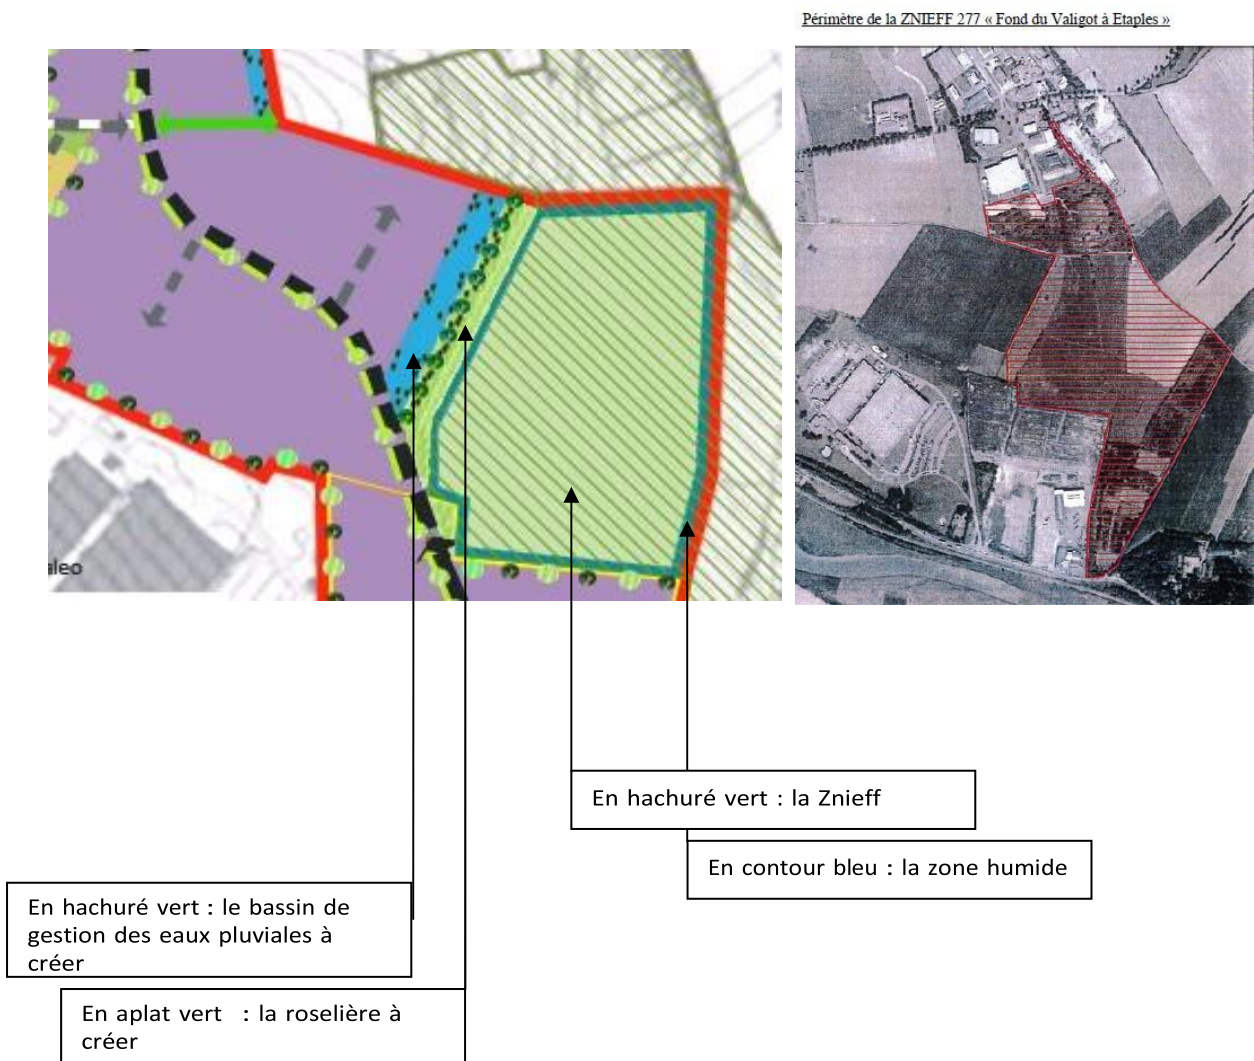 Périmètre de la ZNIEFF 277 « Fond du Valigot à Etaples »
aleo
En hachuré vert : la Znieff
En contour bleu : la zone humide
En hachuré vert : le bassin de
gestion des eaux pluviales à
créer
En aplat vert : la roselière à
créer